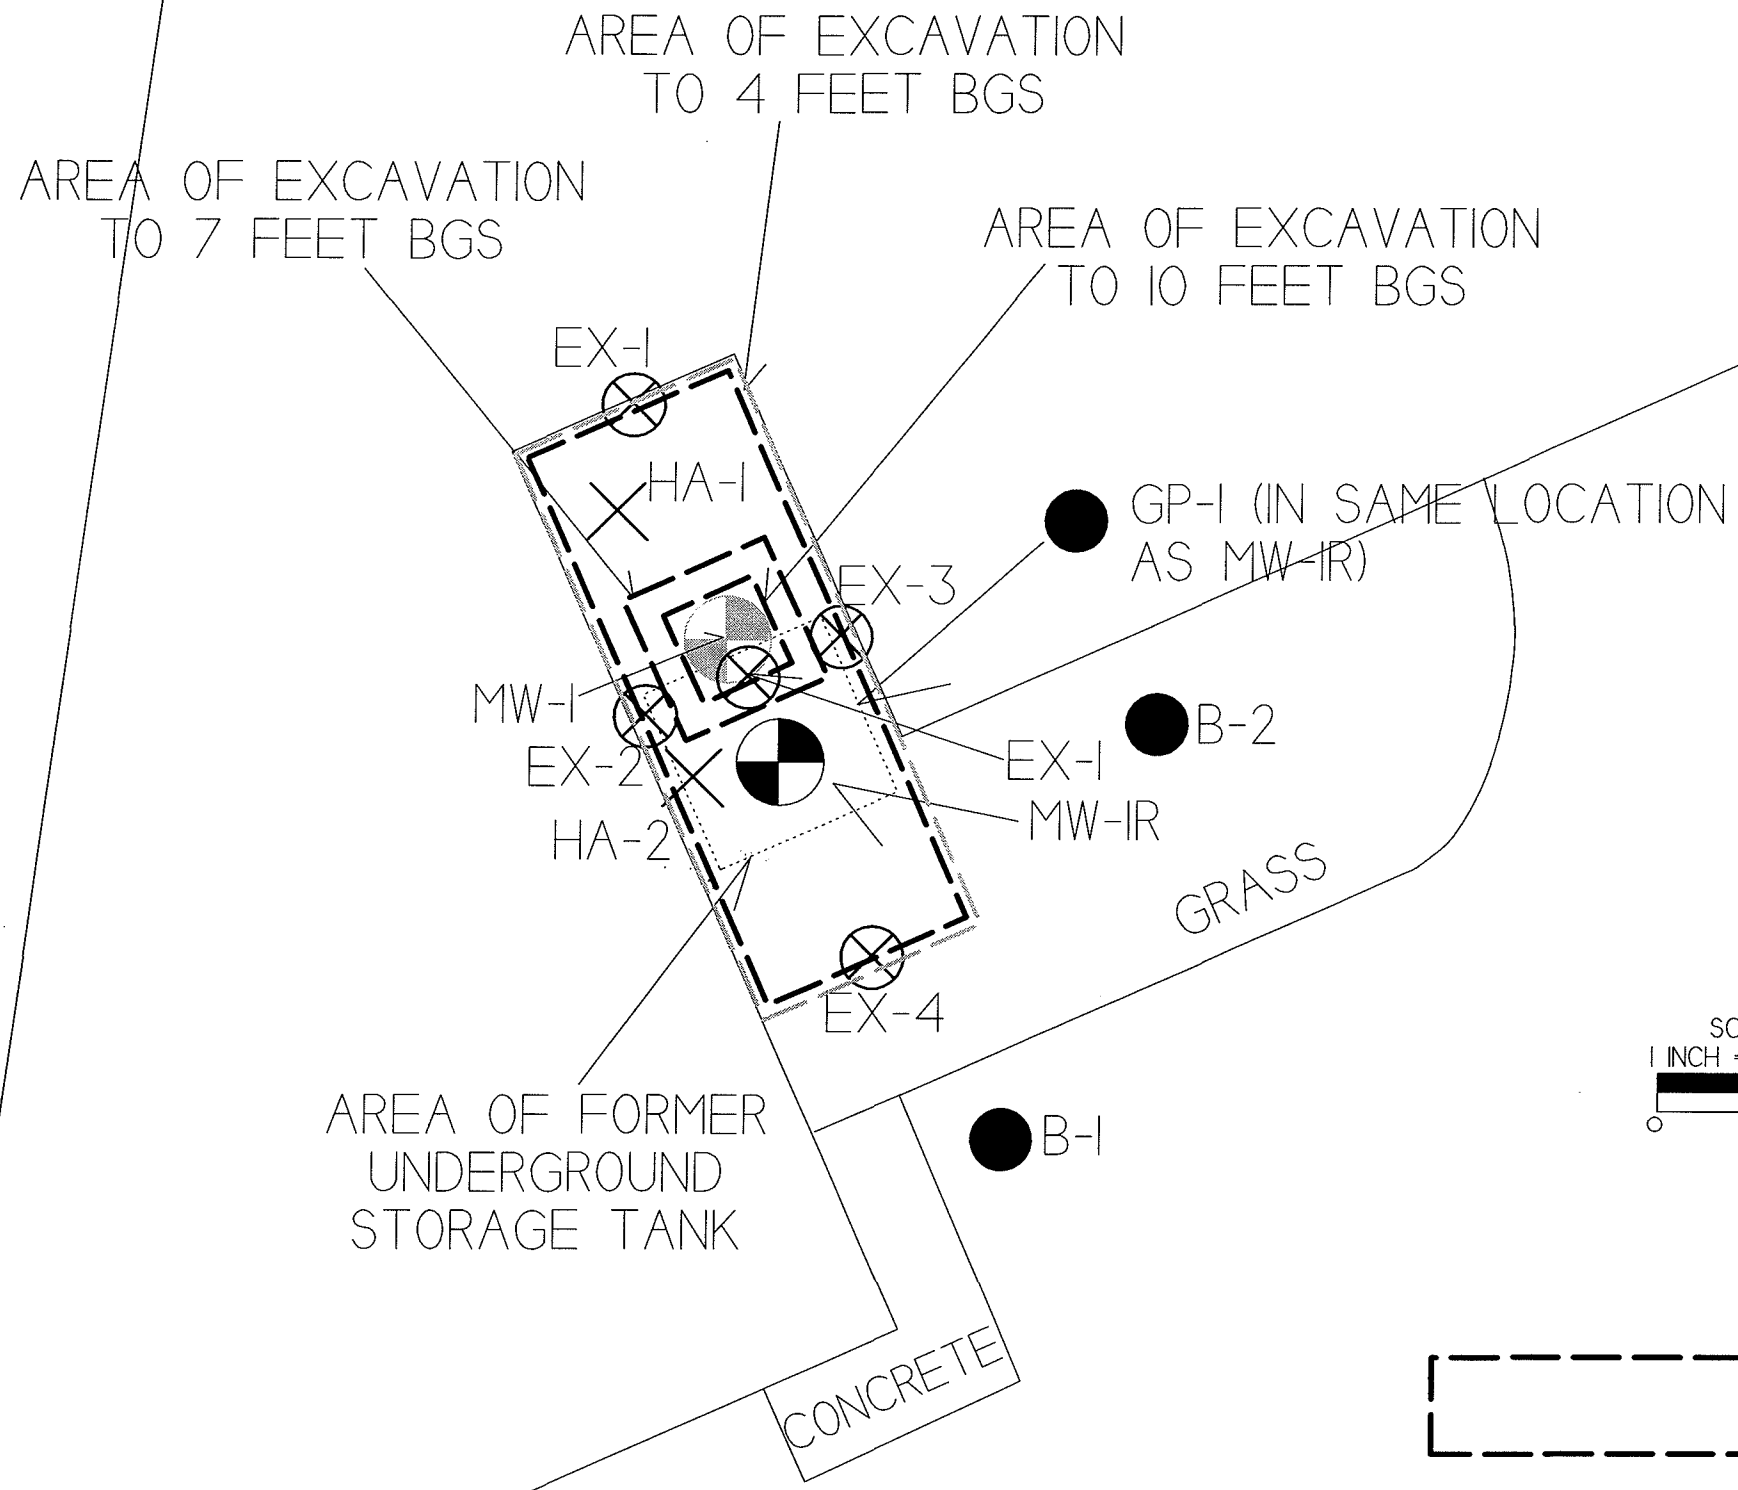 AREA OF EXCAVATION
TO 4 FEET BGS
AREA OF EXCAVATION
TO 7 FEET BGS
AREA OF EXCAVATION
TO 10 FEET BGS
EX-1
HA-1
GP-1 (IN SAME LOCATION
AS MW-1R)
EX-3
MW-1
B-2
EX-2
EX-1
MW-1R
HA-2
GRASS
EX-4
1 INCH =
0
AREA OF FORMER
UNDERGROUND
STORAGE TANK
B-1
CONCRETE